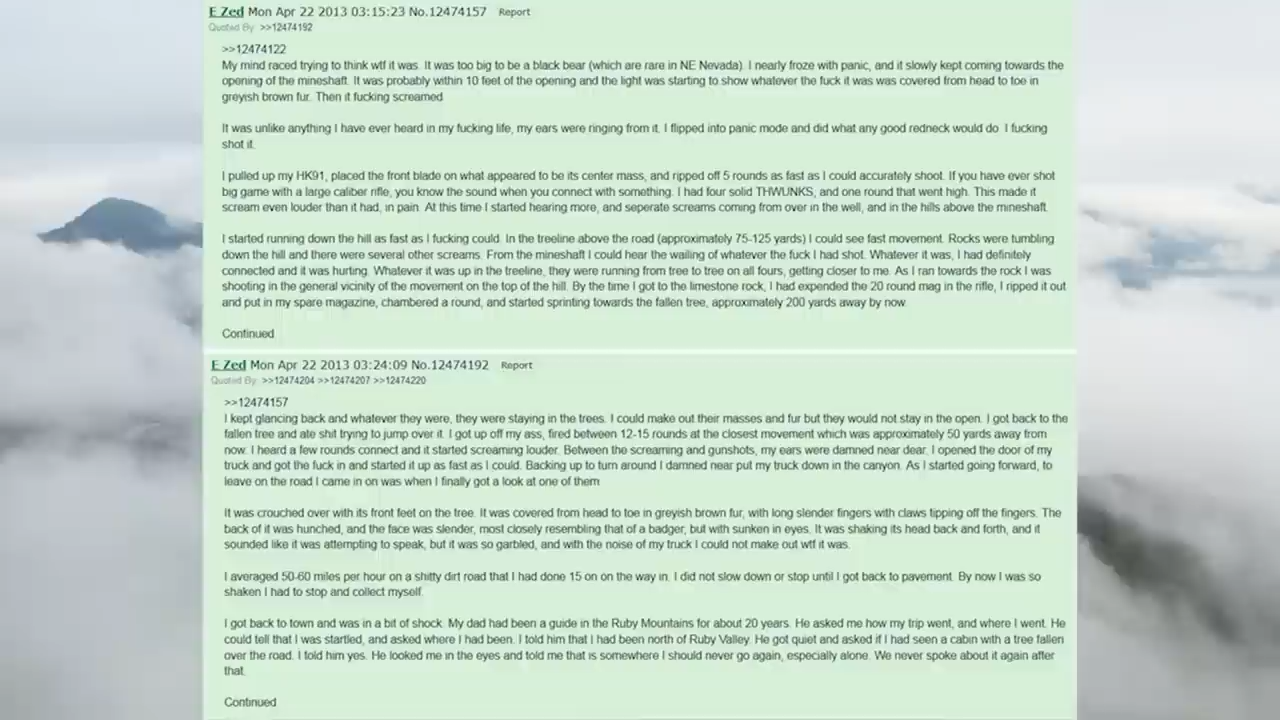 E Zed Mon Apr 22 2013 03:15:23 No.12474157 Report
Quoted By: >>12474192
>>12474122
My mind raced trying to think wtf it was. It was too big to be a black bear (which are rare in NE Nevada). I nearly froze with panic, and it slowly kept coming towards the
opening of the mineshaft. It was probably within 10 feet of the opening and the light was starting to show whatever the fuck it was was covered from head to toe in
greyish brown fur. Then it fucking screamed
It was unlike anything I have ever heard in my fucking life, my ears were ringing from it. I flipped into panic mode and did what any good redneck would do I fucking
shot it.
I pulled up my HK91, placed the front blade on what appeared to be its center mass, and ripped off 5 rounds as fast as I could accurately shoot. If you have ever shot
big game with a large caliber rifle, you know the sound when you connect with something. I had four solid THWUNKS, and one round that went high. This made it
scream even louder than it had, in pain. At this time I started hearing more, and seperate screams coming from over in the well, and in the hills above the mineshaft.
I started running down the hill as fast as I fucking could. In the treeline above the road (approximately 75-125 yards) I could see fast movement. Rocks were tumbling
down the hill and there were several other screams. From the mineshaft I could hear the wailing of whatever the fuck I had shot. Whatever it was, I had definitely
connected and it was hurting. Whatever it was up in the treeline, they were running from tree to tree on all fours, getting closer to me. As I ran towards the rock I was
shooting in the general vicinity of the movement on the top of the hill. By the time I got to the limestone rock, I had expended the 20 round mag in the rifle, I ripped it out
and put in my spare magazine, chambered a round, and started sprinting towards the fallen tree, approximately 200 yards away by now.
Continued
E Zed Mon Apr 22 2013 03:24:09 No.12474192 Report
Quoted By: >>12474204 >>12474207 >>12474220
>>12474157
I kept glancing back and whatever they were, they were staying in the trees. I could make out their masses and fur but they would not stay in the open. I got back to the
fallen tree and ate shit trying to jump over it. I got up off my ass, fired between 12-15 rounds at the closest movement which was approximately 50 yards away from
now. I heard a few rounds connect and it started screaming louder. Between the screaming and gunshots, my ears were damned near dear. I opened the door of my
truck and got the fuck in and started it up as fast as I could. Backing up to turn around I damned near put my truck down in the canyon. As I started going forward, to
leave on the road I came in on was when I finally got a look at one of them
It was crouched over with its front feet on the tree. It was covered from head to toe in greyish brown fur, with long slender fingers with claws tipping off the fingers. The
back of it was hunched, and the face was slender, most closely resembling that of a badger, but with sunken in eyes. It was shaking its head back and forth, and it
sounded like it was attempting to speak, but it was so garbled, and with the noise of my truck I could not make out wtf it was.
I averaged 50-60 miles per hour on a shitty dirt road that I had done 15 on on the way in. I did not slow down or stop until I got back to pavement. By now I was so
shaken I had to stop and collect myself.
I got back to town and was in a bit of shock. My dad had been a guide in the Ruby Mountains for about 20 years. He asked me how my trip went, and where I went. He
could tell that I was startled, and asked where I had been. I told him that I had been north of Ruby Valley. He got quiet and asked if I had seen a cabin with a tree fallen
over the road. I told him yes. He looked me in the eyes and told me that is somewhere I should never go again, especially alone. We never spoke about it again after
that.
Continued